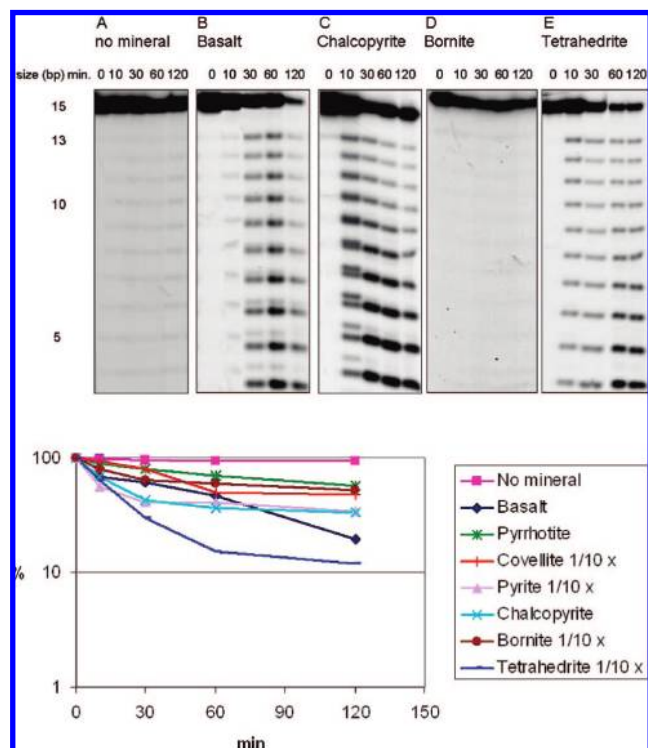 A B C D E
no mineral Basalt Chalcopyrite Bornite Tetrahedrite
size (bp) min. 0 10 30 60 120 0 10 30 60 120 0 10 30 60 120 0 10 30 60 120 0 10 30 60 120
15
13
10
5
100
10
1
%
0 30 60 90 120 150
min
No mineral
Basalt
Pyrrhotite
Covellite 1/10 x
Pyrite 1/10 x
Chalcopyrite
Bornite 1/10 x
Tetrahedrite 1/10 x